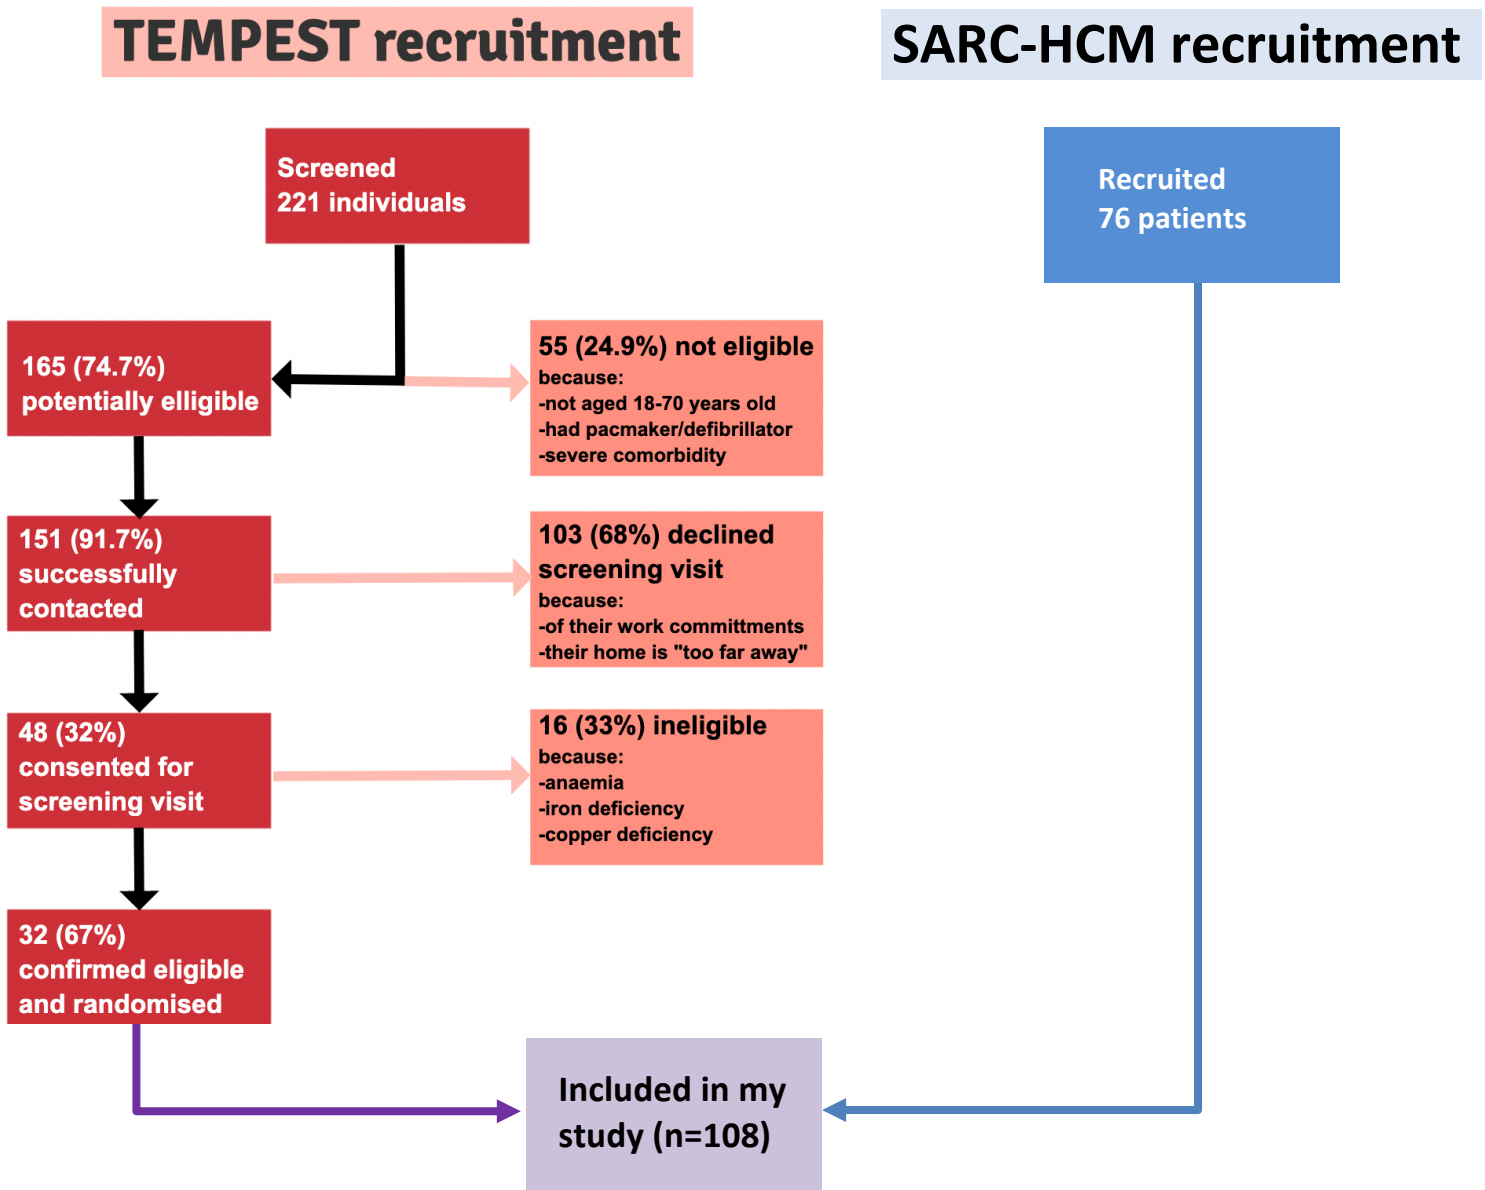 TEMPEST recruitment
SARC-HCM recruitment
Screened
221 individuals
Recruited
76 patients
165 (74.7%)
potentially elligible
55 (24.9%) not eligible
because:
-not aged 18-70 years old
-had pacmaker/defibrillator
-severe comorbidity
151 (91.7%)
successfully
contacted
103 (68%) declined
screening visit
because:
-of their work committments
-their home is "too far away"
48 (32%)
consented for
screening visit
16 (33%) ineligible
because:
-anaemia
-iron deficiency
-copper deficiency
32 (67%)
confirmed eligible
and randomised
Included in my
study (n=108)